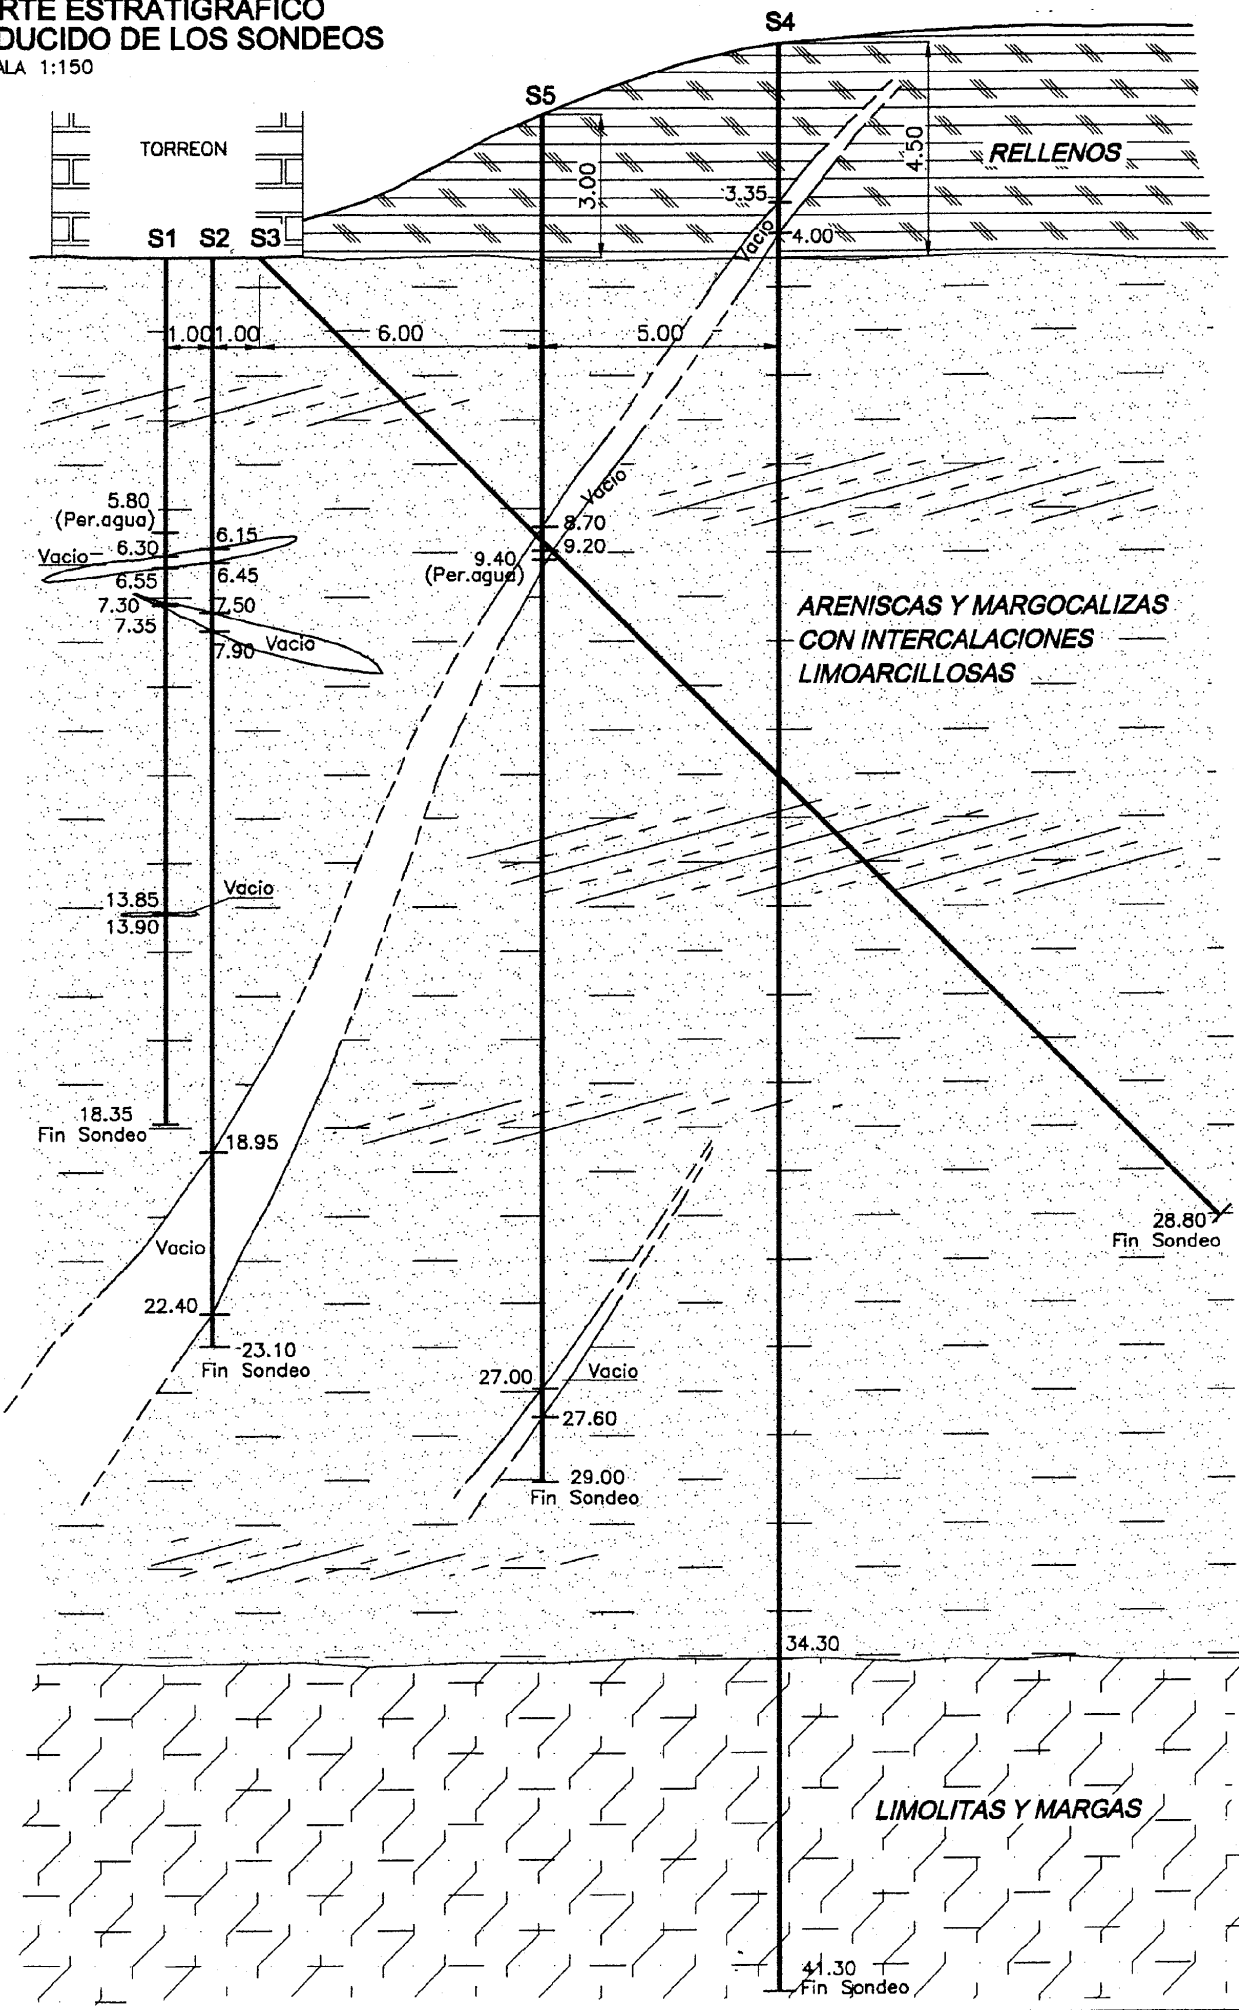 RTE ESTRATIGRAFICO
DUCIDO DE LOS SONDEOS
ALA 1:150
S4
S5
TORREON
4.50
RELLENOS
3.00
3.35
Vacio
4.00
S1 S2 S3
1.00 1.00 6.00 5.00
5.80
(Per.agua)
Vacio
6.30
6.15
6.55
6.45
7.30
7.50
7.35
7.90
Vacio
Vacio
8.70
9.20
9.40
(Per.agua)
ARENISCAS Y MARGOCALIZAS
CON INTERCALACIONES
LIMOARCILLOSAS
Vacio
13.85
13.90
18.35
Fin Sondeo
18.95
28.80
Fin Sondeo
Vacio
22.40
23.10
Fin Sondeo
27.00
Vacio
27.60
29.00
Fin Sondeo
34.30
LIMOLITAS Y MARGAS
41.30
Fin Sondeo